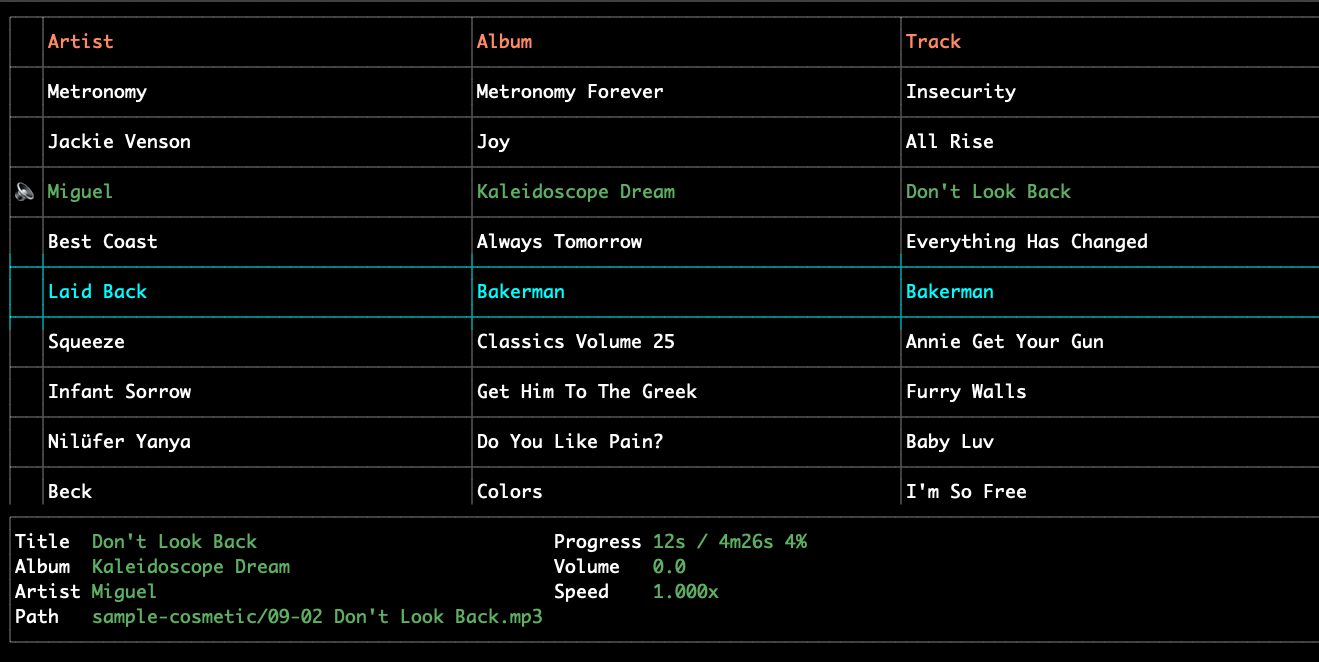 Artist Album Track
Metronomy Metronomy Forever Insecurity
Jackie Venson Joy All Rise
Miguel Kaleidoscope Dream Don't Look Back
Best Coast Always Tomorrow Everything Has Changed
Laid Back Bakerman Bakerman
Squeeze Classics Volume 25 Annie Get Your Gun
Infant Sorrow Get Him To The Greek Furry Walls
Nilüfer Yanya Do You Like Pain? Baby Luv
Beck Colors I'm So Free
Title Don't Look Back Progress 12s / 4m26s 4%
Album Kaleidoscope Dream Volume 0.0
Artist Miguel Speed 1.000x
Path sample-cosmetic/09-02 Don't Look Back.mp3